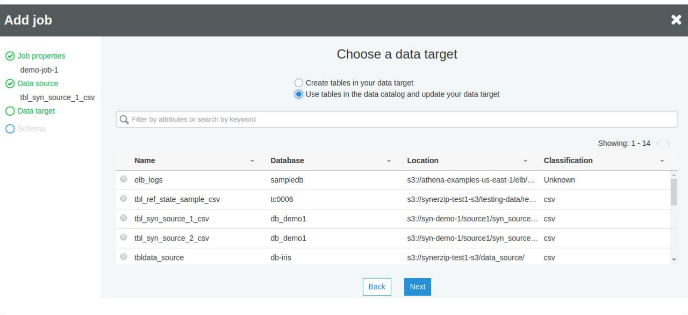 Add job
Job properties
demo-job-1
Data source
tbl_syn_source_1_csv
Data target
Schema
Choose a data target
Create tables in your data target
Use tables in the data catalog and update your data target
Filter by attributes or search by keyword
Showing: 1 - 14
Name Database Location Classification
elb_logs sampledb s3://athena-examples-us-east-1/elb/... Unknown
tbl_ref_state_sample_csv tc0006 s3://synerzip-test1-s3/testing-data/re... csv
tbl_syn_source_1_csv db_demo1 s3://syn-demo-1/source1/syn_source... csv
tbl_syn_source_2_csv db_demo1 s3://syn-demo-1/source1/syn_source... csv
tbldata_source db-iris s3://synerzip-test1-s3/data_source/ csv
Back Next